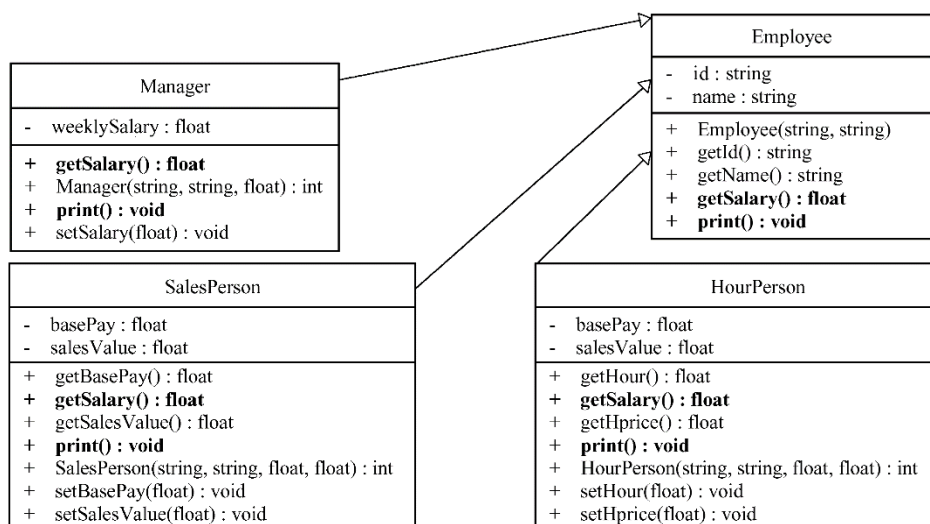 Manager
- weeklySalary : float
+ getSalary() : float
+ Manager(string, string, float) : int
+ print() : void
+ setSalary(float) : void
Employee
- id : string
- name : string
+ Employee(string, string)
+ getId() : string
+ getName() : string
+ getSalary() : float
+ print() : void
SalesPerson
- basePay : float
- salesValue : float
+ getBasePay() : float
+ getSalary() : float
+ getSalesValue() : float
+ print() : void
+ SalesPerson(string, string, float, float) : int
+ setBasePay(float) : void
+ setSalesValue(float) : void
HourPerson
- basePay : float
- salesValue : float
+ getHour() : float
+ getSalary() : float
+ getHprice() : float
+ print() : void
+ HourPerson(string, string, float, float) : int
+ setHour(float) : void
+ setHprice(float) : void